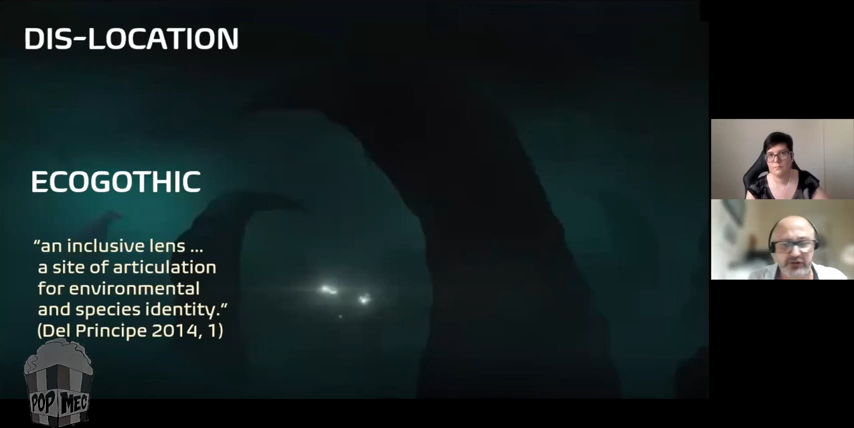 DIS-LOCATION
ECOGOTHIC
“an inclusive lens ...
a site of articulation
for environmental
and species identity.”
(Del Principe 2014, 1)
POP MEC